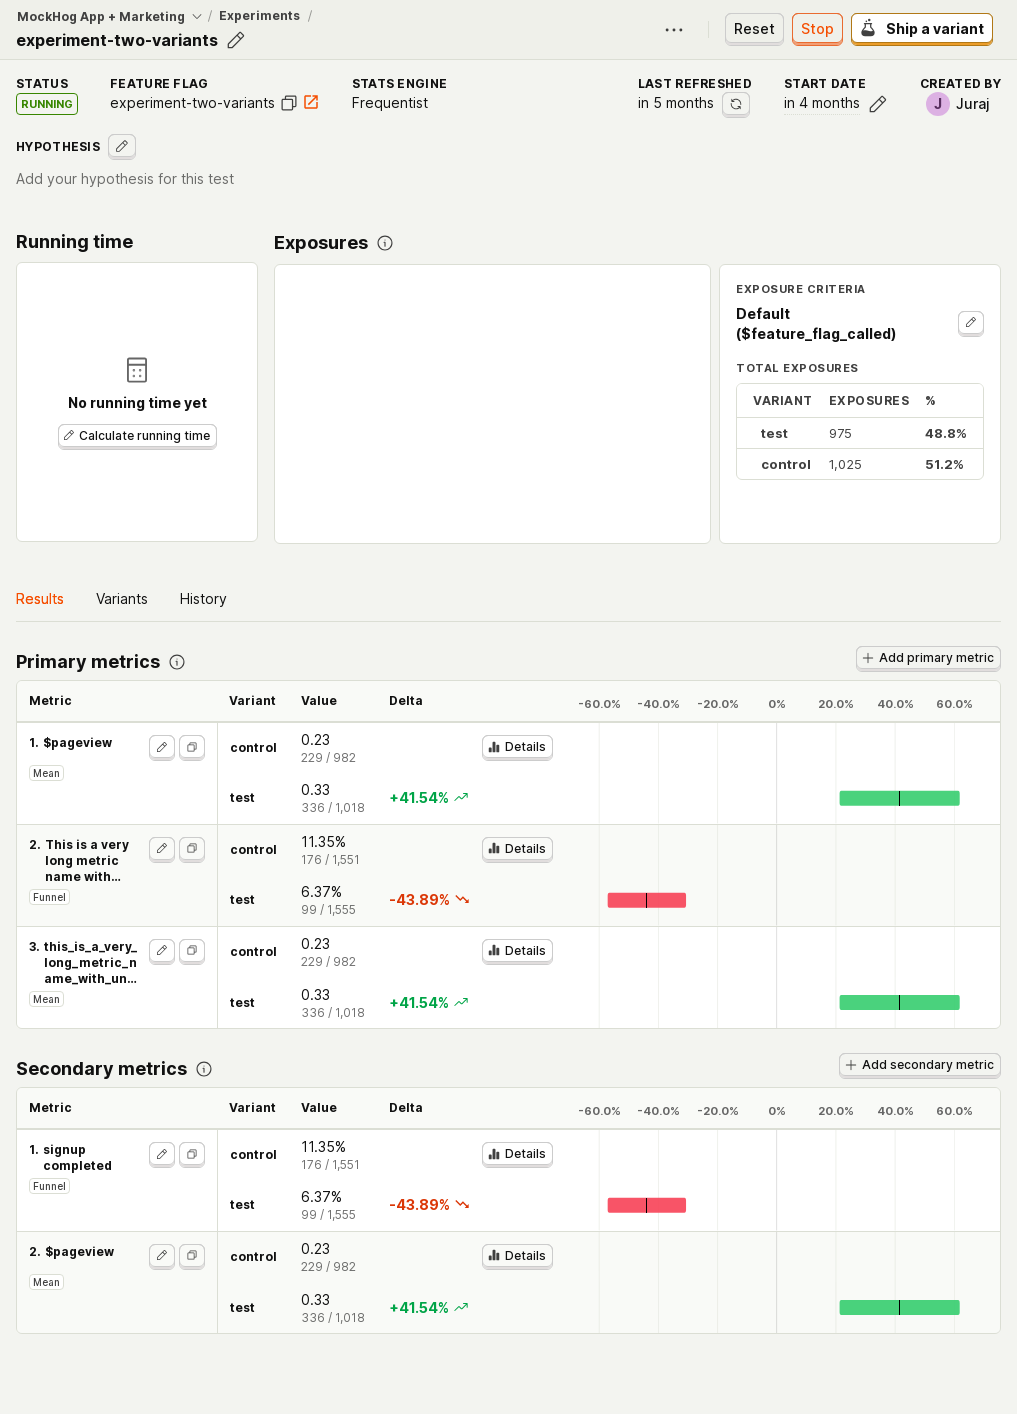 MockHog App + Marketing / Experiments /
experiment-two-variants
Reset
Stop
Ship a variant
STATUS
RUNNING
FEATURE FLAG
experiment-two-variants
STATS ENGINE
Frequentist
LAST REFRESHED
in 5 months
START DATE
in 4 months
CREATED BY
J Juraj
HYPOTHESIS
Add your hypothesis for this test
Running time
No running time yet
Calculate running time
Exposures
EXPOSURE CRITERIA
Default
($feature_flag_called)
TOTAL EXPOSURES
VARIANT EXPOSURES %
test 975 48.8%
control 1,025 51.2%
Results Variants History
Primary metrics
Add primary metric
Metric Variant Value Delta -60.0% -40.0% -20.0% 0% 20.0% 40.0% 60.0%
1. $pageview
Mean
control 0.23
229 / 982
Details
test 0.33
336 / 1,018
+41.54%
2. This is a very
long metric
name with...
Funnel
control 11.35%
176 / 1,551
Details
test 6.37%
99 / 1,555
-43.89%
3. this_is_a_very_
long_metric_n
ame_with_un...
Mean
control 0.23
229 / 982
Details
test 0.33
336 / 1,018
+41.54%
Secondary metrics
Add secondary metric
Metric Variant Value Delta -60.0% -40.0% -20.0% 0% 20.0% 40.0% 60.0%
1. signup
completed
Funnel
control 11.35%
176 / 1,551
Details
test 6.37%
99 / 1,555
-43.89%
2. $pageview
Mean
control 0.23
229 / 982
Details
test 0.33
336 / 1,018
+41.54%